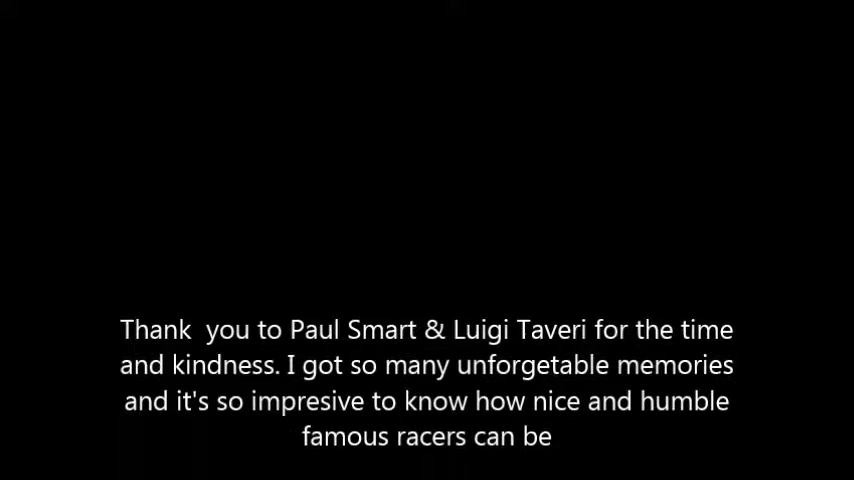 Thank  you to Paul Smart & Luigi Taveri for the time
and kindness. I got so many unforgetable memories
and it's so impresive to know how nice and humble
famous racers can be